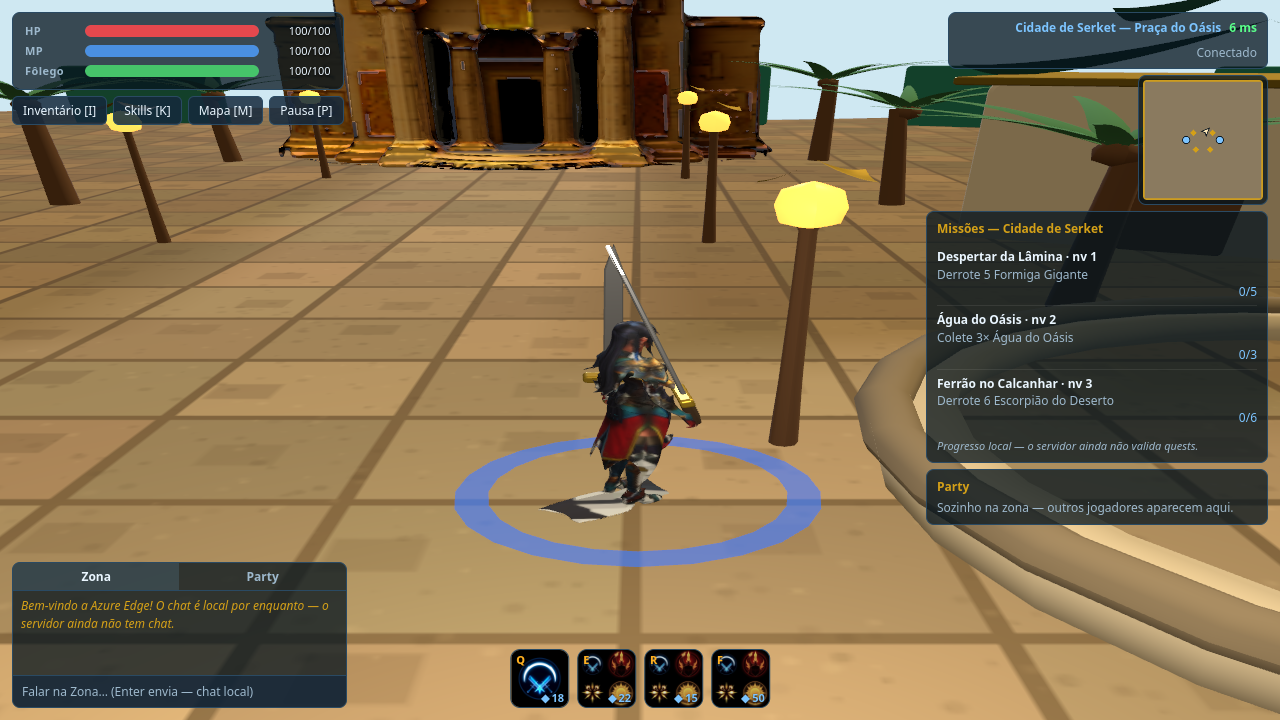 HP 100/100
MP 100/100
Fôlego 100/100
Inventário [I] Skills [K] Mapa [M] Pausa [P]
Cidade de Serket — Praça do Oásis 6 ms
Conectado
Missões — Cidade de Serket
Despertar da Lâmina · nv 1
Derrote 5 Formiga Gigante
0/5
Água do Oásis · nv 2
Colete 3× Água do Oásis
0/3
Ferrão no Calcanhar · nv 3
Derrote 6 Escorpião do Deserto
0/6
Progresso local — o servidor ainda não valida quests.
Party
Sozinho na zona — outros jogadores aparecem aqui.
Zona Party
Bem-vindo a Azure Edge! O chat é local por enquanto — o
servidor ainda não tem chat.
Falar na Zona... (Enter envia — chat local)
Q E R F
18 22 15 50